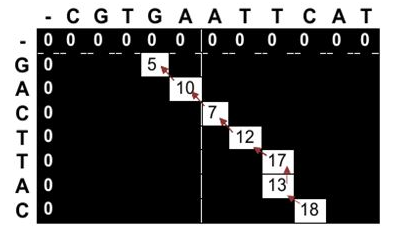 - C G T G A A T T C A T
- 0 0 0 0 0 0 0 0 0 0 0 0
G 0 5
A 0 10
C 0 7
T 0 12
T 0 17
A 0 13
C 0 18